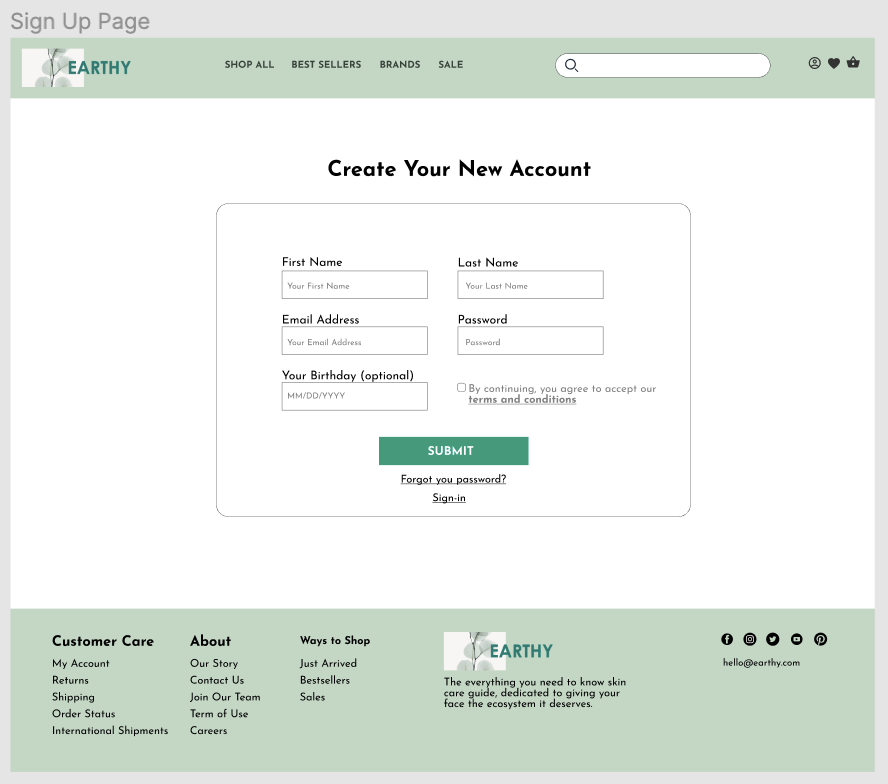 Sign Up Page
EARTHY
SHOP ALL
BEST SELLERS
BRANDS
SALE
Create Your New Account
First Name
Last Name
Your First Name
Your Last Name
Email Address
Password
Your Email Address
Password
Your Birthday (optional)
MM/DD/YYYY
By continuing, you agree to accept our
terms and conditions
SUBMIT
Forgot you password?
Sign-in
Customer Care
My Account
Returns
Shipping
Order Status
International Shipments
About
Our Story
Contact Us
Join Our Team
Term of Use
Careers
Ways to Shop
Just Arrived
Bestsellers
Sales
EARTHY
The everything you need to know skin
care guide, dedicated to giving your
face the ecosystem it deserves.
hello@earthy.com